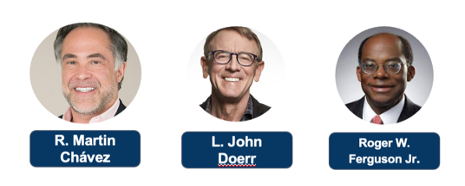 R. Martin
Chávez
L. John
Doerr
Roger W.
Ferguson Jr.